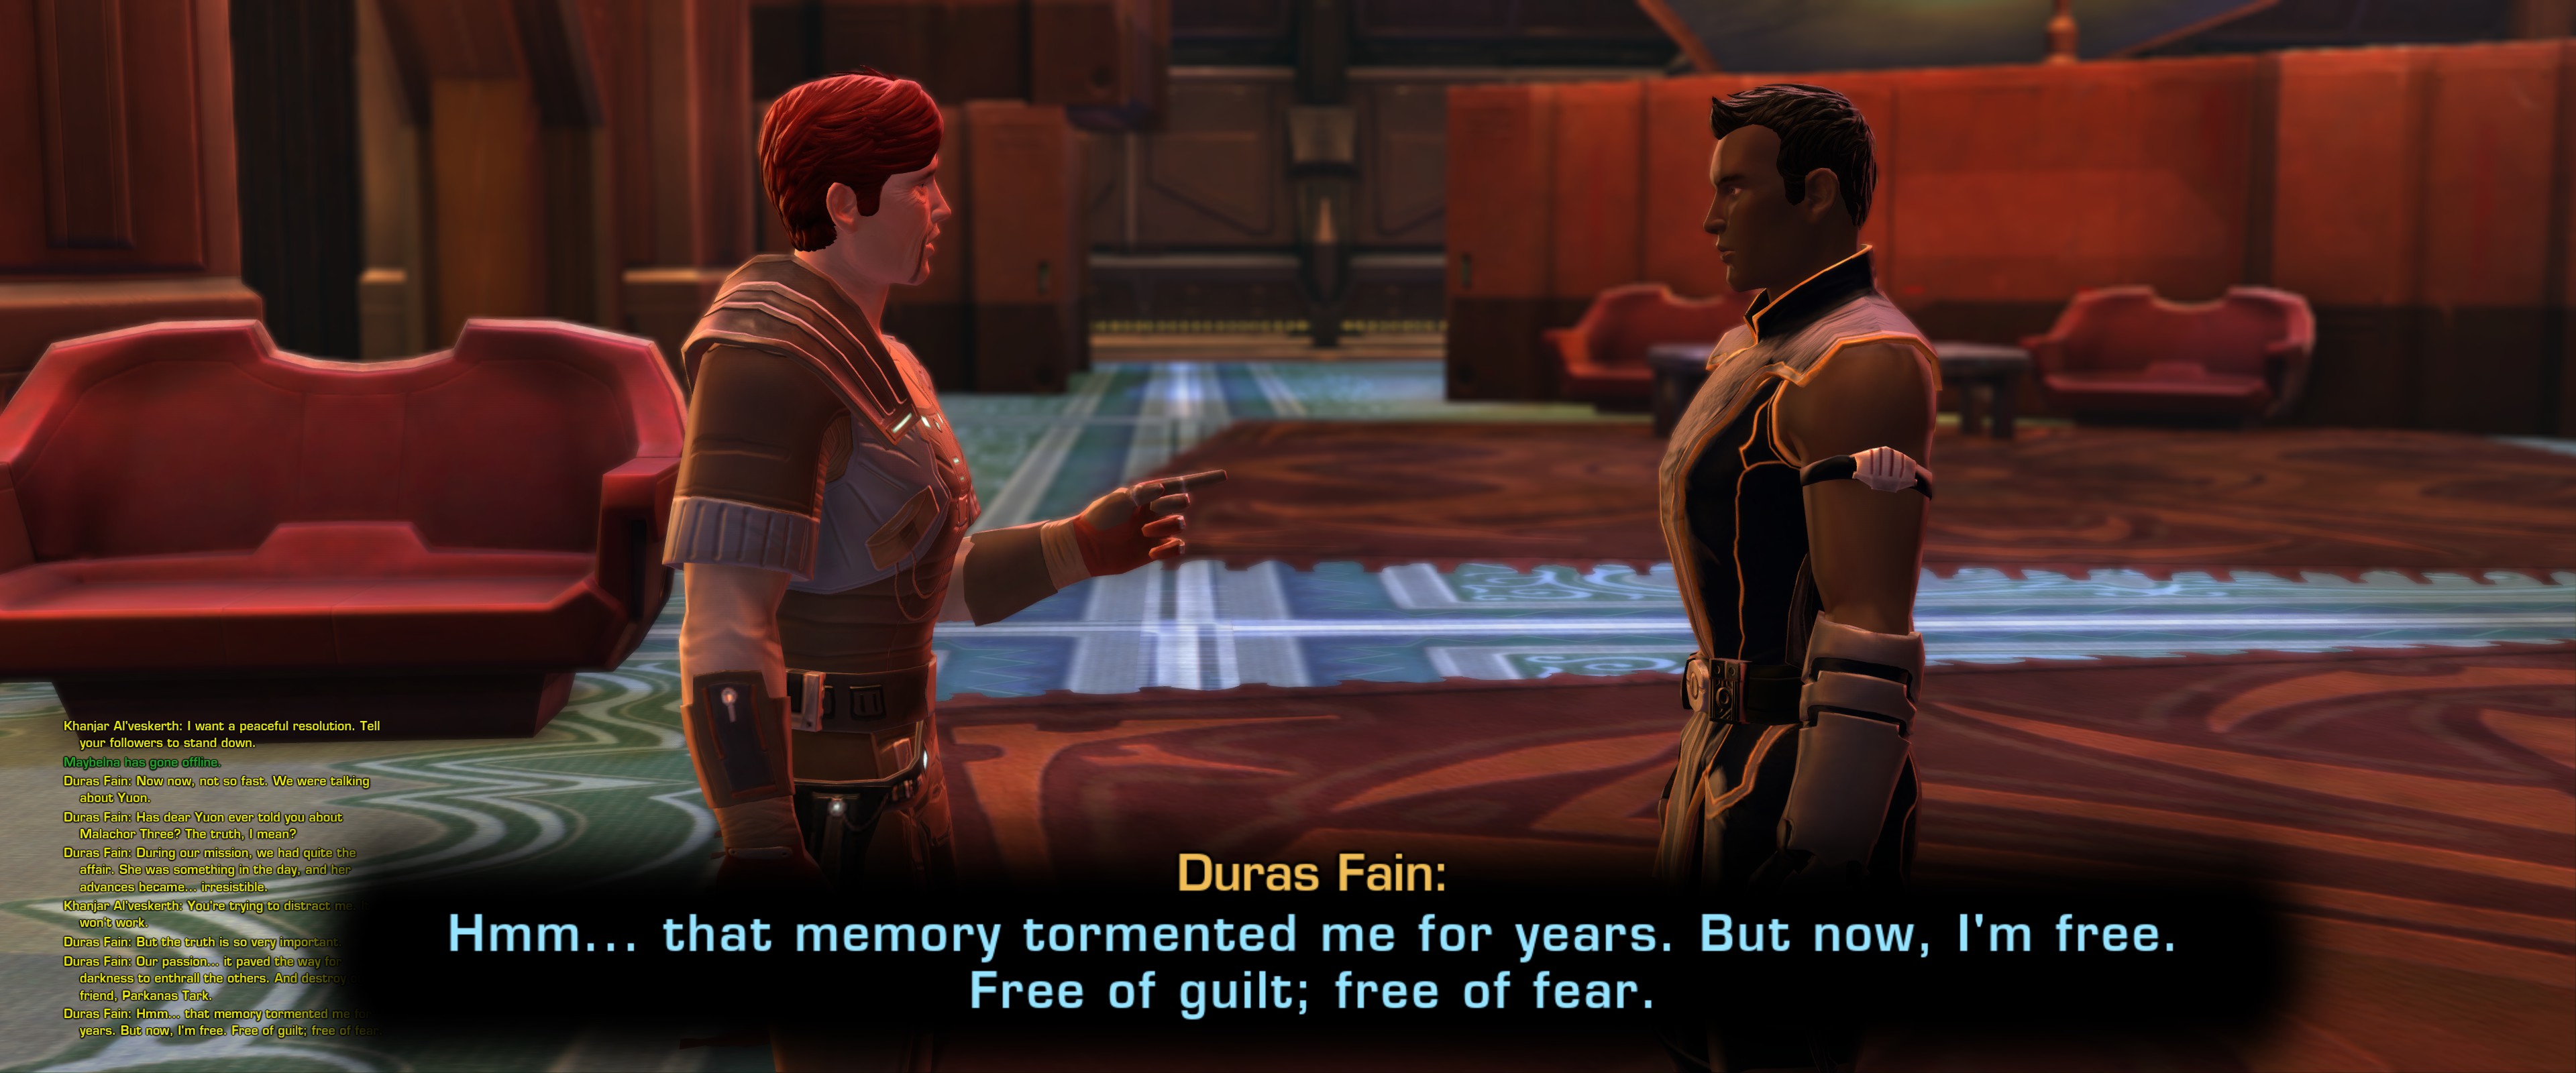 Khanjar Al'veskerth: I want a peaceful resolution. Tell
your followers to stand down.
Maybelna has gone offline.
Duras Fain: Now now, not so fast. We were talking
about Yuon.
Duras Fain: Has dear Yuon ever told you about
Malachor Three? The truth, I mean?
Duras Fain: During our mission, we had quite the
affair. She was something in the day, and her
advances became... irresistible.
Khanjar Al'veskerth: You're trying to distract me
won't work.
Duras Fain: But the truth is so very important.
Duras Fain: Our passion... it paved the way for
darkness to enthrall the others. And destroy
friend, Parkanas Tark.
Duras Fain: Hmm... that memory tormented me for
years. But now, I'm free. Free of guilt; free of fear.
Duras Fain:
Hmm... that memory tormented me for years. But now, I'm free.
Free of guilt; free of fear.